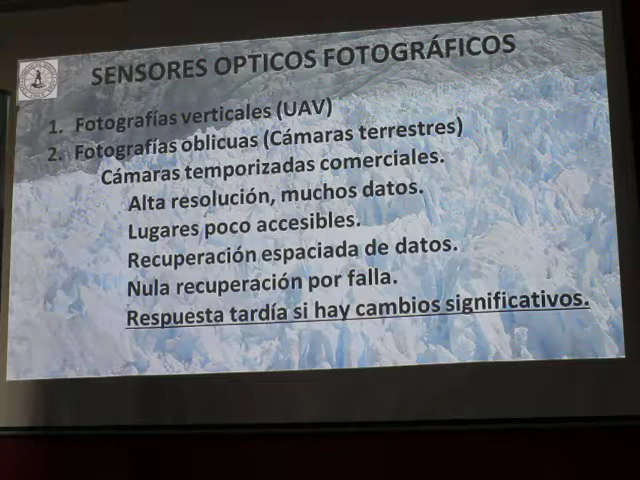 SENSORES OPTICOS FOTOGRÁFICOS
1. Fotografías verticales (UAV)
2. Fotografías oblicuas (Cámaras terrestres)
Cámaras temporizadas comerciales.
Alta resolución, muchos datos.
Lugares poco accesibles.
Recuperación espaciada de datos.
Nula recuperación por falla.
Respuesta tardía si hay cambios significativos.